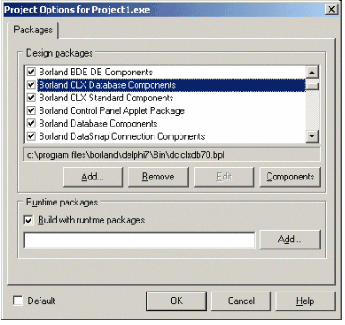 Project Options for Project1.exe
Packages
Design packages
Borland BDE DE Components
Borland CLX Database Components
Borland CLX Standard Components
Borland Control Panel Applet Package
Borland Database Components
Borland DataSnap Connection Components
c:\program files\borland\delphi7\Bin\dcclxdb70.bpl
Add...
Remove
Edit
Components
Runtime packages
Build with runtime packages
Add...
Default
OK
Cancel
Help